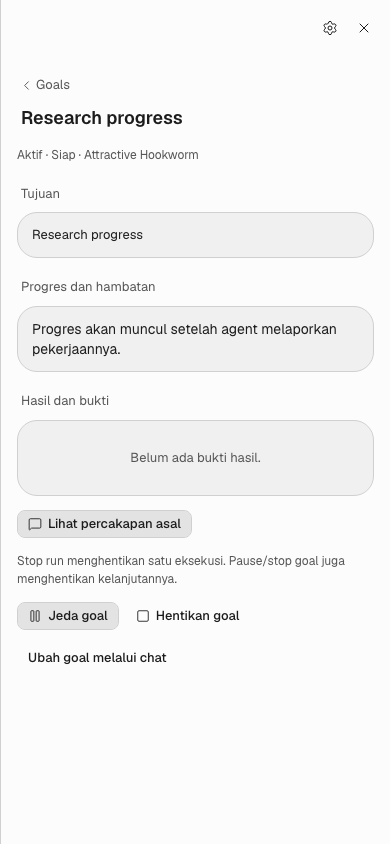 Goals
Research progress
Aktif · Siap · Attractive Hookworm
Tujuan
Research progress
Progres dan hambatan
Progres akan muncul setelah agent melaporkan
pekerjaannya.
Hasil dan bukti
Belum ada bukti hasil.
Lihat percakapan asal
Stop run menghentikan satu eksekusi. Pause/stop goal juga
menghentikan kelanjutannya.
Jeda goal
Hentikan goal
Ubah goal melalui chat